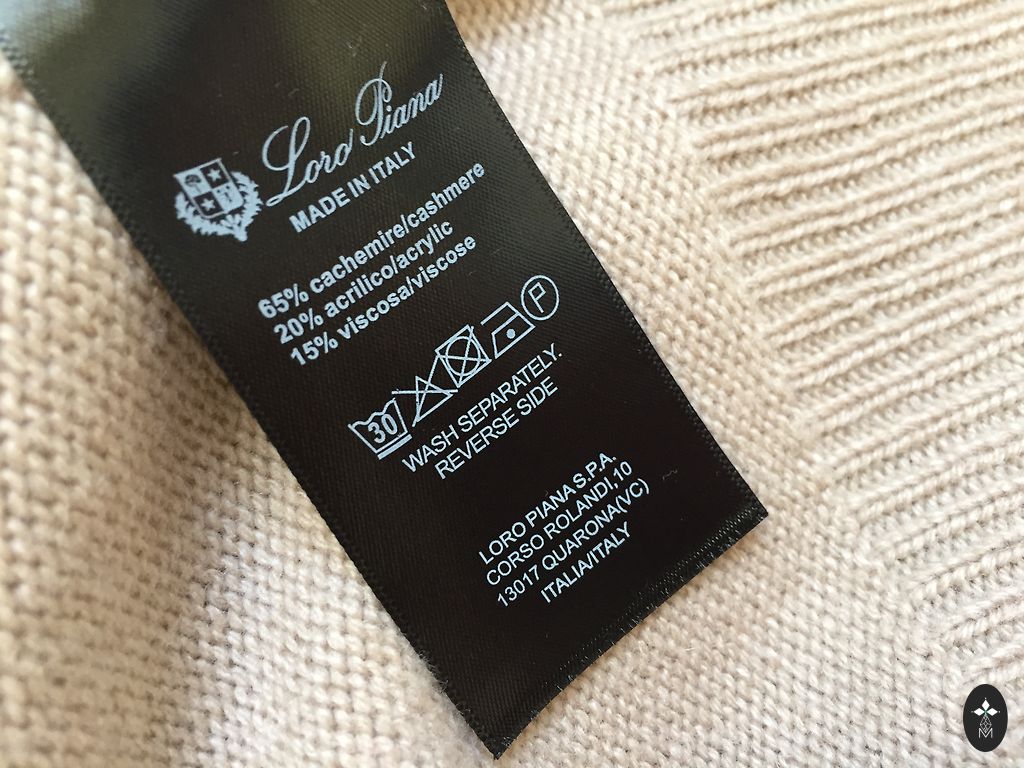 Loro Piana
MADE IN ITALY
65% cachemire/cashmere
20% acrilico/acrylic
15% viscosa/viscose
30 P
WASH SEPARATELY.
REVERSE SIDE
LORO PIANA S.P.A.
CORSO ROLANDI,10
13017 QUARONA(VC)
ITALIA/ITALY
M